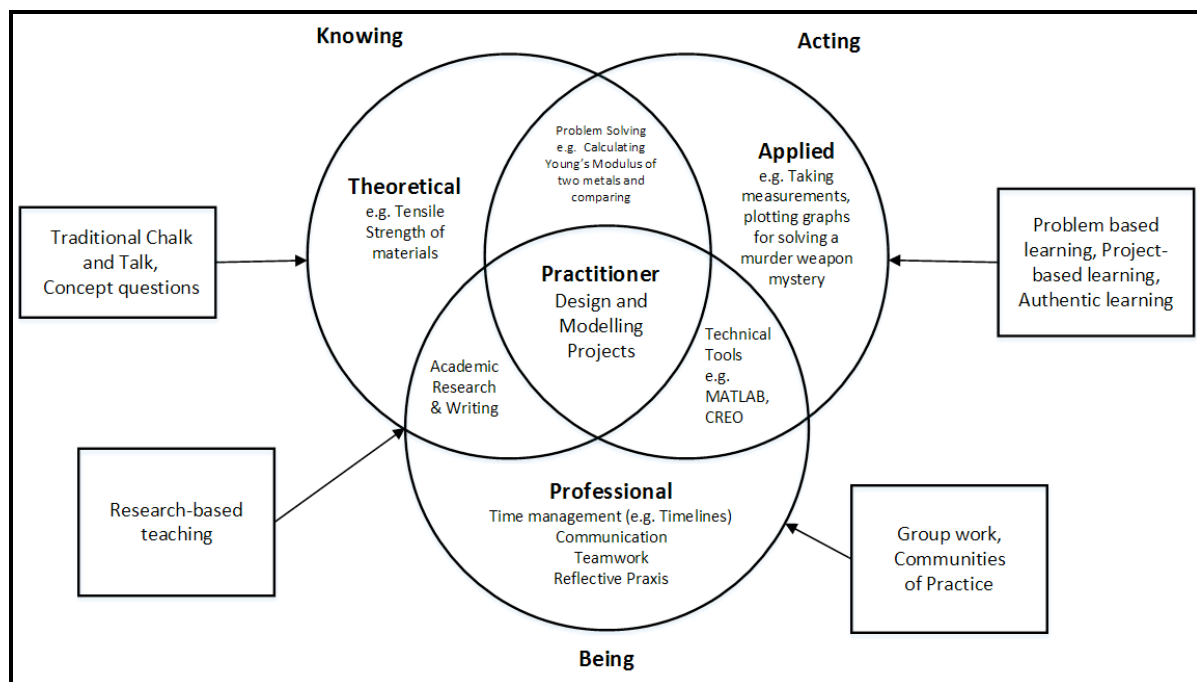 Knowing
Acting
Problem Solving
e.g. Calculating
Young's Modulus of
two metals and
comparing
Theoretical
e.g. Tensile
Strength of
materials
Applied
e.g. Taking
measurements,
plotting graphs
for solving a
murder weapon
mystery
Traditional Chalk
and Talk,
Concept questions
Problem based
learning, Project-
based learning,
Authentic learning
Practitioner
Design and
Modelling
Projects
Academic
Research
& Writing
Technical
Tools
e.g.
MATLAB,
CREO
Research-based
teaching
Professional
Time management (e.g. Timelines)
Communication
Teamwork
Reflective Praxis
Group work,
Communities
of Practice
Being